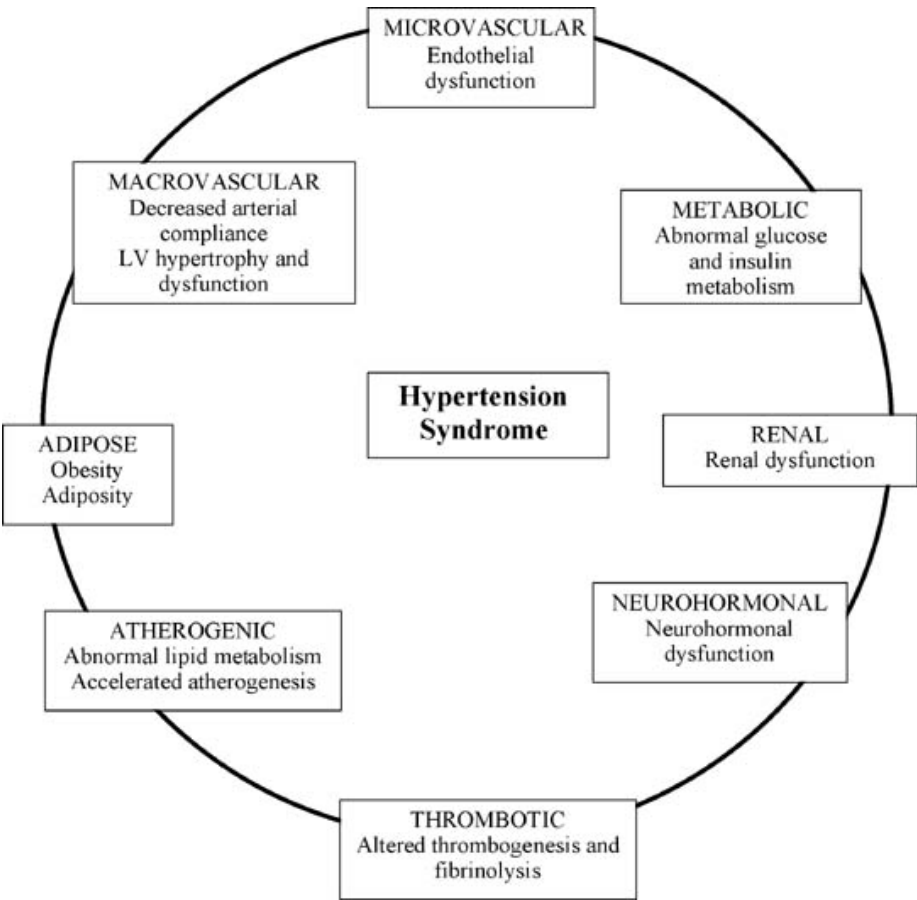 MICROVASCULAR
Endothelial
dysfunction
MACROVASCULAR
Decreased arterial
compliance
LV hypertrophy and
dysfunction
METABOLIC
Abnormal glucose
and insulin
metabolism
Hypertension
Syndrome
ADIPOSE
Obesity
Adiposity
RENAL
Renal dysfunction
NEUROHORMONAL
Neurohormonal
dysfunction
ATHEROGENIC
Abnormal lipid metabolism
Accelerated atherogenesis
THROMBOTIC
Altered thrombogenesis and
fibrinolysis